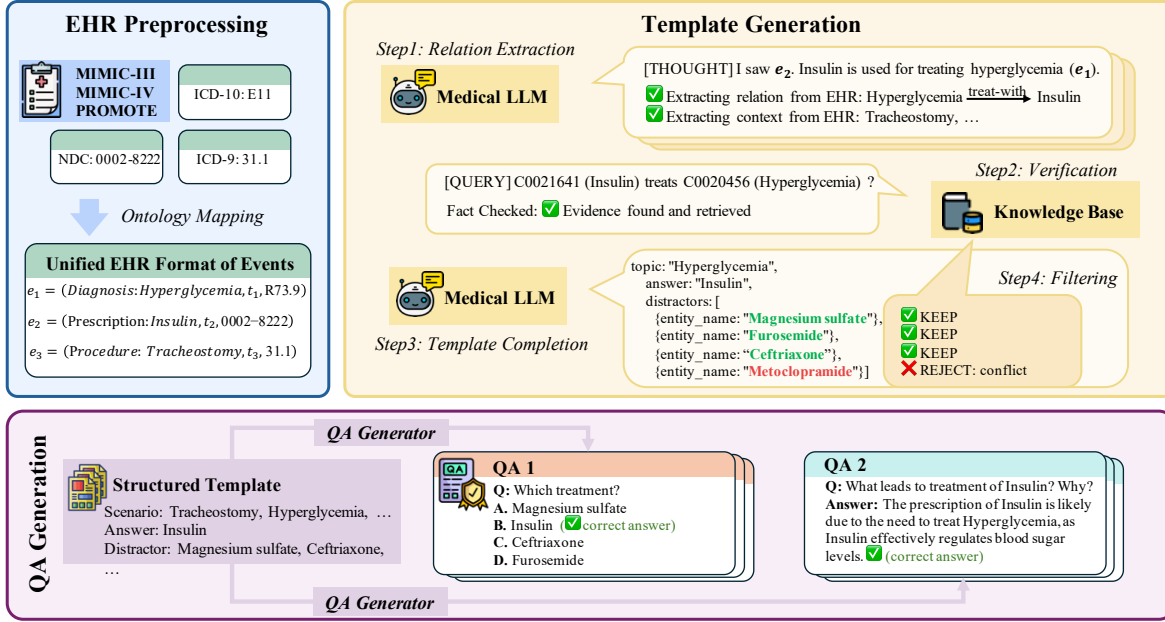 EHR Preprocessing
MIMIC-III
MIMIC-IV
PROMOTE
ICD-10: E11
NDC: 0002-8222
ICD-9: 31.1
Ontology Mapping
Unified EHR Format of Events
e₁ = (Diagnosis:Hyperglycemia, t₁, R73.9)
e₂ = (Prescription:Insulin, t₂, 0002–8222)
e₃ = (Procedure: Tracheostomy, t₃, 31.1)
Template Generation
Step1: Relation Extraction
Medical LLM
[THOUGHT] I saw e₂. Insulin is used for treating hyperglycemia (e₁).
✅ Extracting relation from EHR: Hyperglycemia treat-with Insulin
✅ Extracting context from EHR: Tracheostomy, …
Step2: Verification
[QUERY] C0021641 (Insulin) treats C0020456 (Hyperglycemia) ?
Fact Checked: ✅ Evidence found and retrieved
Knowledge Base
Medical LLM
Step3: Template Completion
topic: "Hyperglycemia",
answer: "Insulin",
distractors: [
{entity_name: "Magnesium sulfate"},
{entity_name: "Furosemide"},
{entity_name: “Ceftriaxone”},
{entity_name: "Metoclopramide"}]
Step4: Filtering
✅ KEEP
✅ KEEP
✅ KEEP
❌ REJECT: conflict
QA Generation
QA Generator
Structured Template
Scenario: Tracheostomy, Hyperglycemia, …
Answer: Insulin
Distractor: Magnesium sulfate, Ceftriaxone,
…
QA Generator
QA
QA 1
Q: Which treatment?
A. Magnesium sulfate
B. Insulin (✅correct answer)
C. Ceftriaxone
D. Furosemide
QA 2
Q: What leads to treatment of Insulin? Why?
Answer: The prescription of Insulin is likely
due to the need to treat Hyperglycemia, as
Insulin effectively regulates blood sugar
levels. ✅ (correct answer)